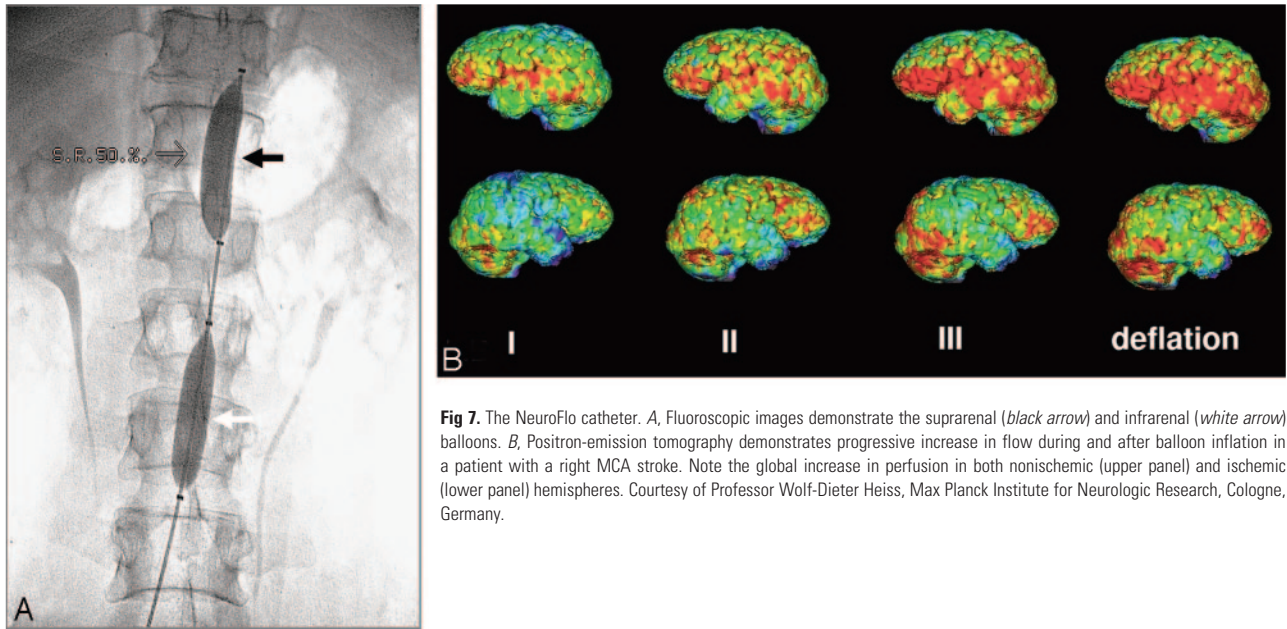 S.R.50.%.
A
B
I II III deflation
Fig 7. The NeuroFlo catheter. A, Fluoroscopic images demonstrate the suprarenal (black arrow) and infrarenal (white arrow)
balloons. B, Positron-emission tomography demonstrates progressive increase in flow during and after balloon inflation in
a patient with a right MCA stroke. Note the global increase in perfusion in both nonischemic (upper panel) and ischemic
(lower panel) hemispheres. Courtesy of Professor Wolf-Dieter Heiss, Max Planck Institute for Neurologic Research, Cologne,
Germany.